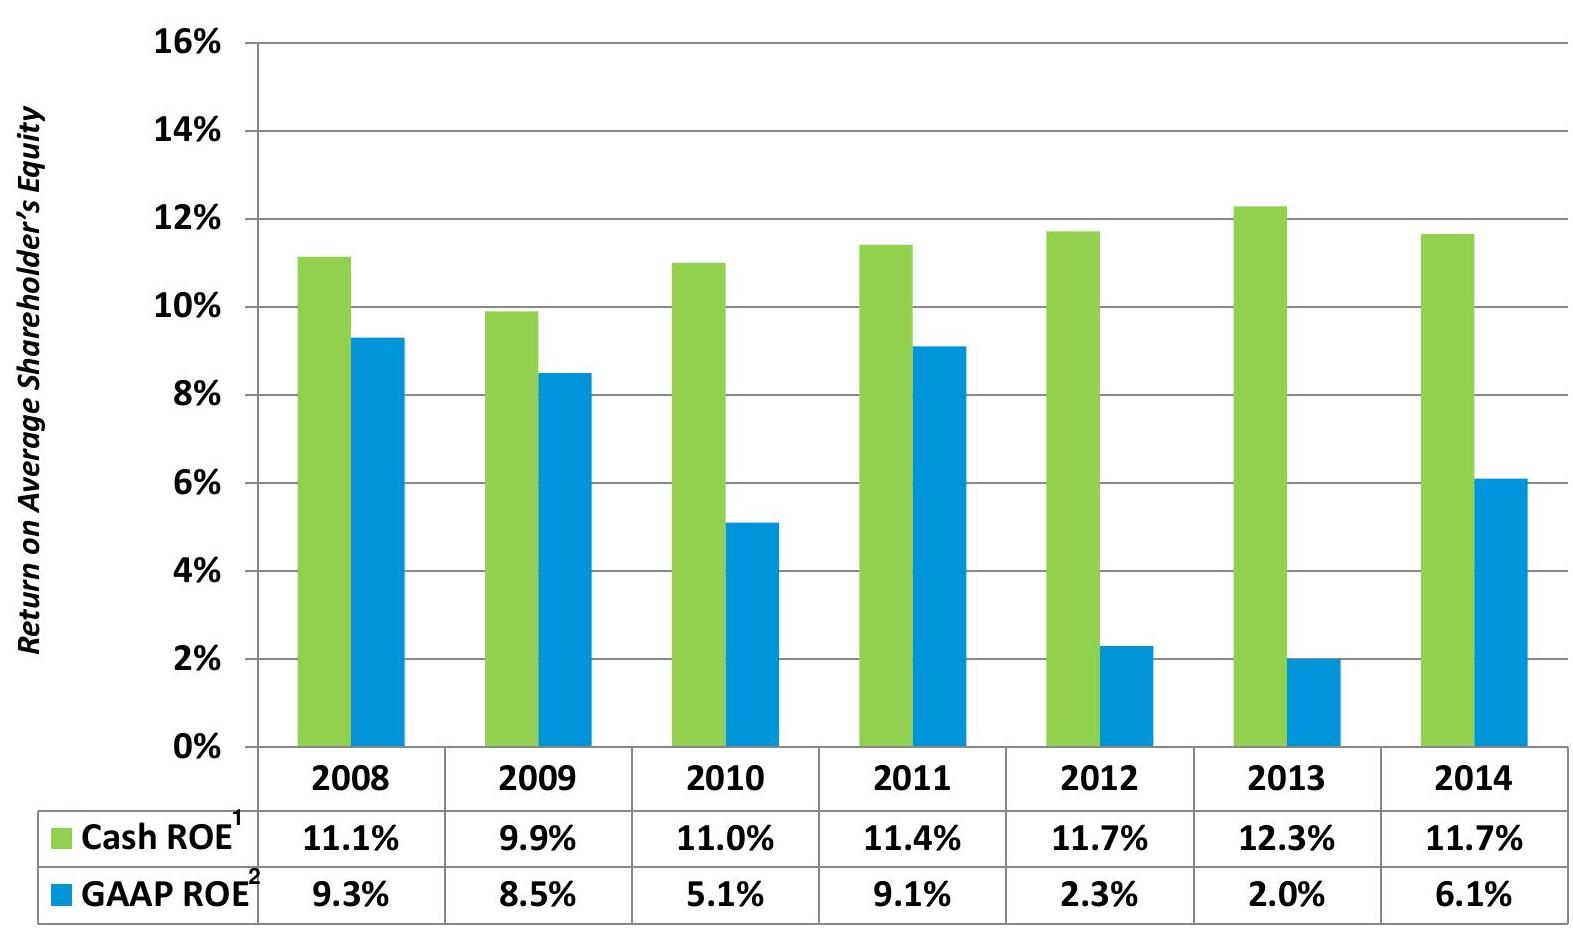 Return on Average Shareholder's Equity
16%
14%
12%
10%
8%
6%
4%
2%
0%
2008 2009 2010 2011 2012 2013 2014
Cash ROE1 11.1% 9.9% 11.0% 11.4% 11.7% 12.3% 11.7%
GAAP ROE2 9.3% 8.5% 5.1% 9.1% 2.3% 2.0% 6.1%